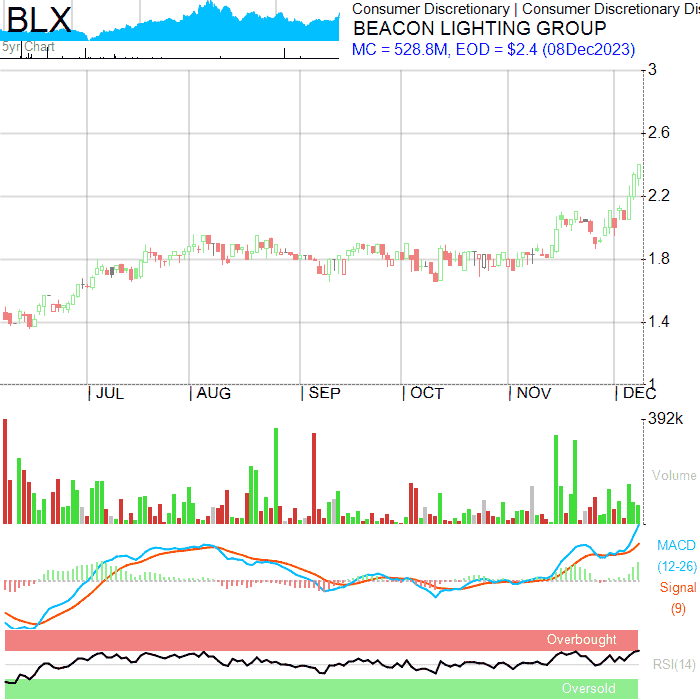 BLX
5yr Chart
Consumer Discretionary | Consumer Discretionary Dis
BEACON LIGHTING GROUP
MC = 528.8M, EOD = $2.4 (08Dec2023)
3
2.6
2.2
1.8
1.4
1
JUL AUG SEP OCT NOV DEC
392k
Volume
MACD
(12-26)
Signal
(9)
Overbought
RSI(14)
Oversold